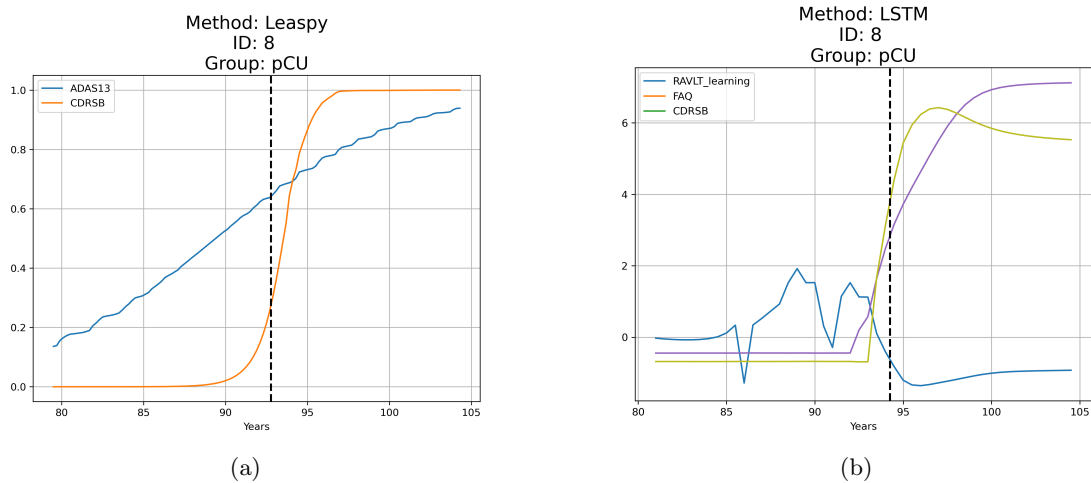 Method: Leaspy
ID: 8
Group: pCU
ADAS13
CDRSB
1.0
0.8
0.6
0.4
0.2
0.0
80 85 90 95 100 105
Years
(a)
Method: LSTM
ID: 8
Group: pCU
RAVLT_learning
FAQ
CDRSB
6
4
2
0
80 85 90 95 100 105
Years
(b)